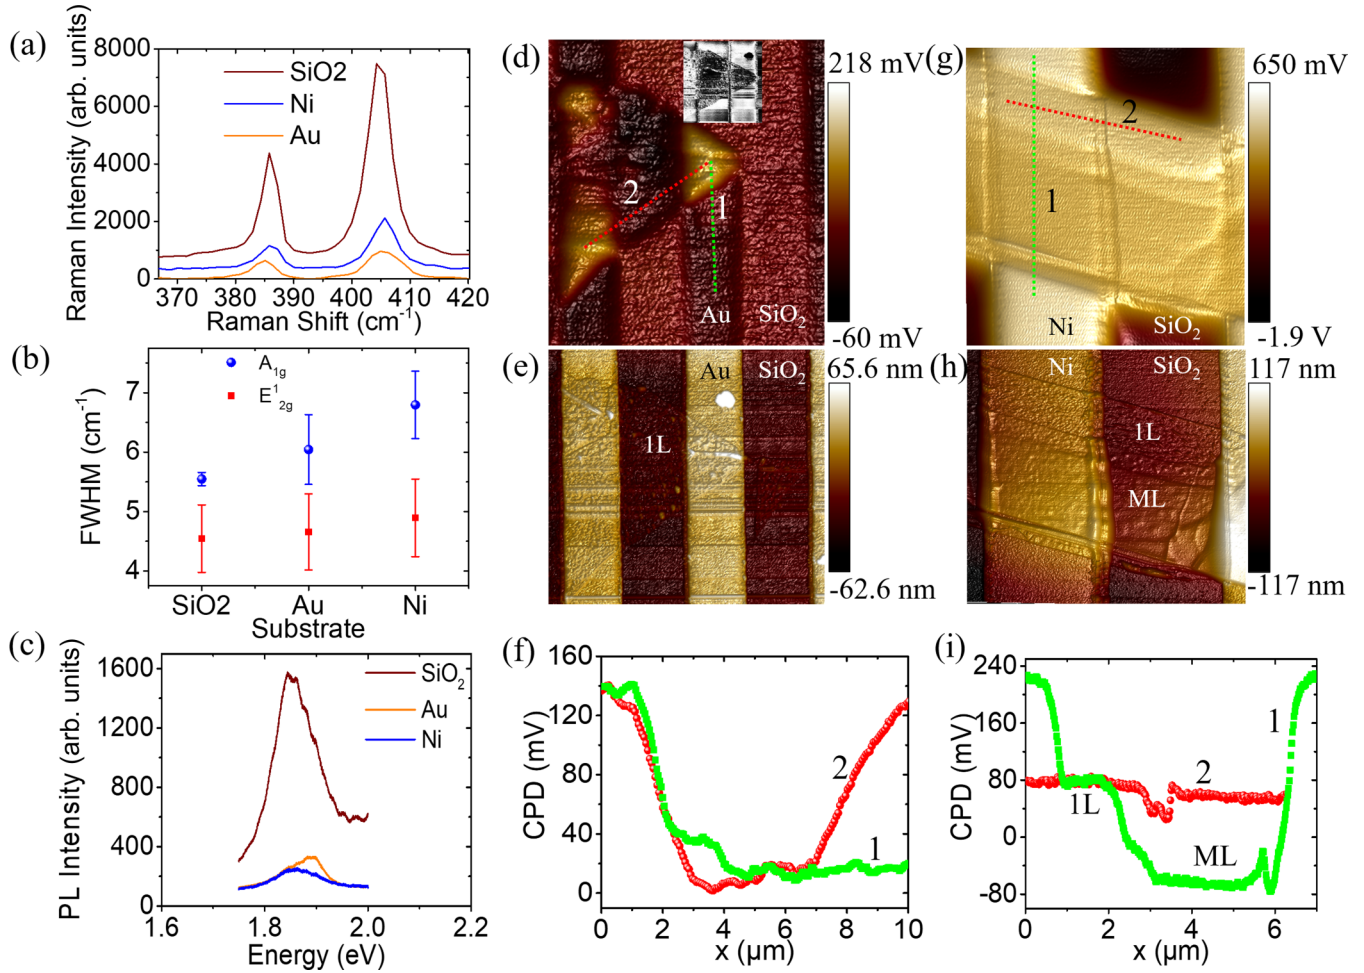 (a)
Raman Intensity (arb. units)
8000
6000
4000
2000
0
SiO2
Ni
Au
370 380 390 400 410 420
Raman Shift (cm⁻¹)
(b)
FWHM (cm⁻¹)
7
6
5
4
A₁g
E¹₂g
SiO2 Au Ni
Substrate
(c)
PL Intensity (arb. units)
1600
1200
800
400
0
SiO₂
Au
Ni
1.6 1.8 2.0 2.2
Energy (eV)
(d)
2
1
Au SiO₂
218 mV
-60 mV
(e)
Au SiO₂
1L
65.6 nm
-62.6 nm
(f)
CPD (mV)
160
120
80
40
0
2
1
0 2 4 6 8 10
x (µm)
(g)
2
1
Ni SiO₂
650 mV
-1.9 V
(h)
Ni SiO₂
1L
ML
117 nm
-117 nm
(i)
CPD (mV)
240
160
80
0
-80
1
2
1L
ML
0 2 4 6
x (µm)